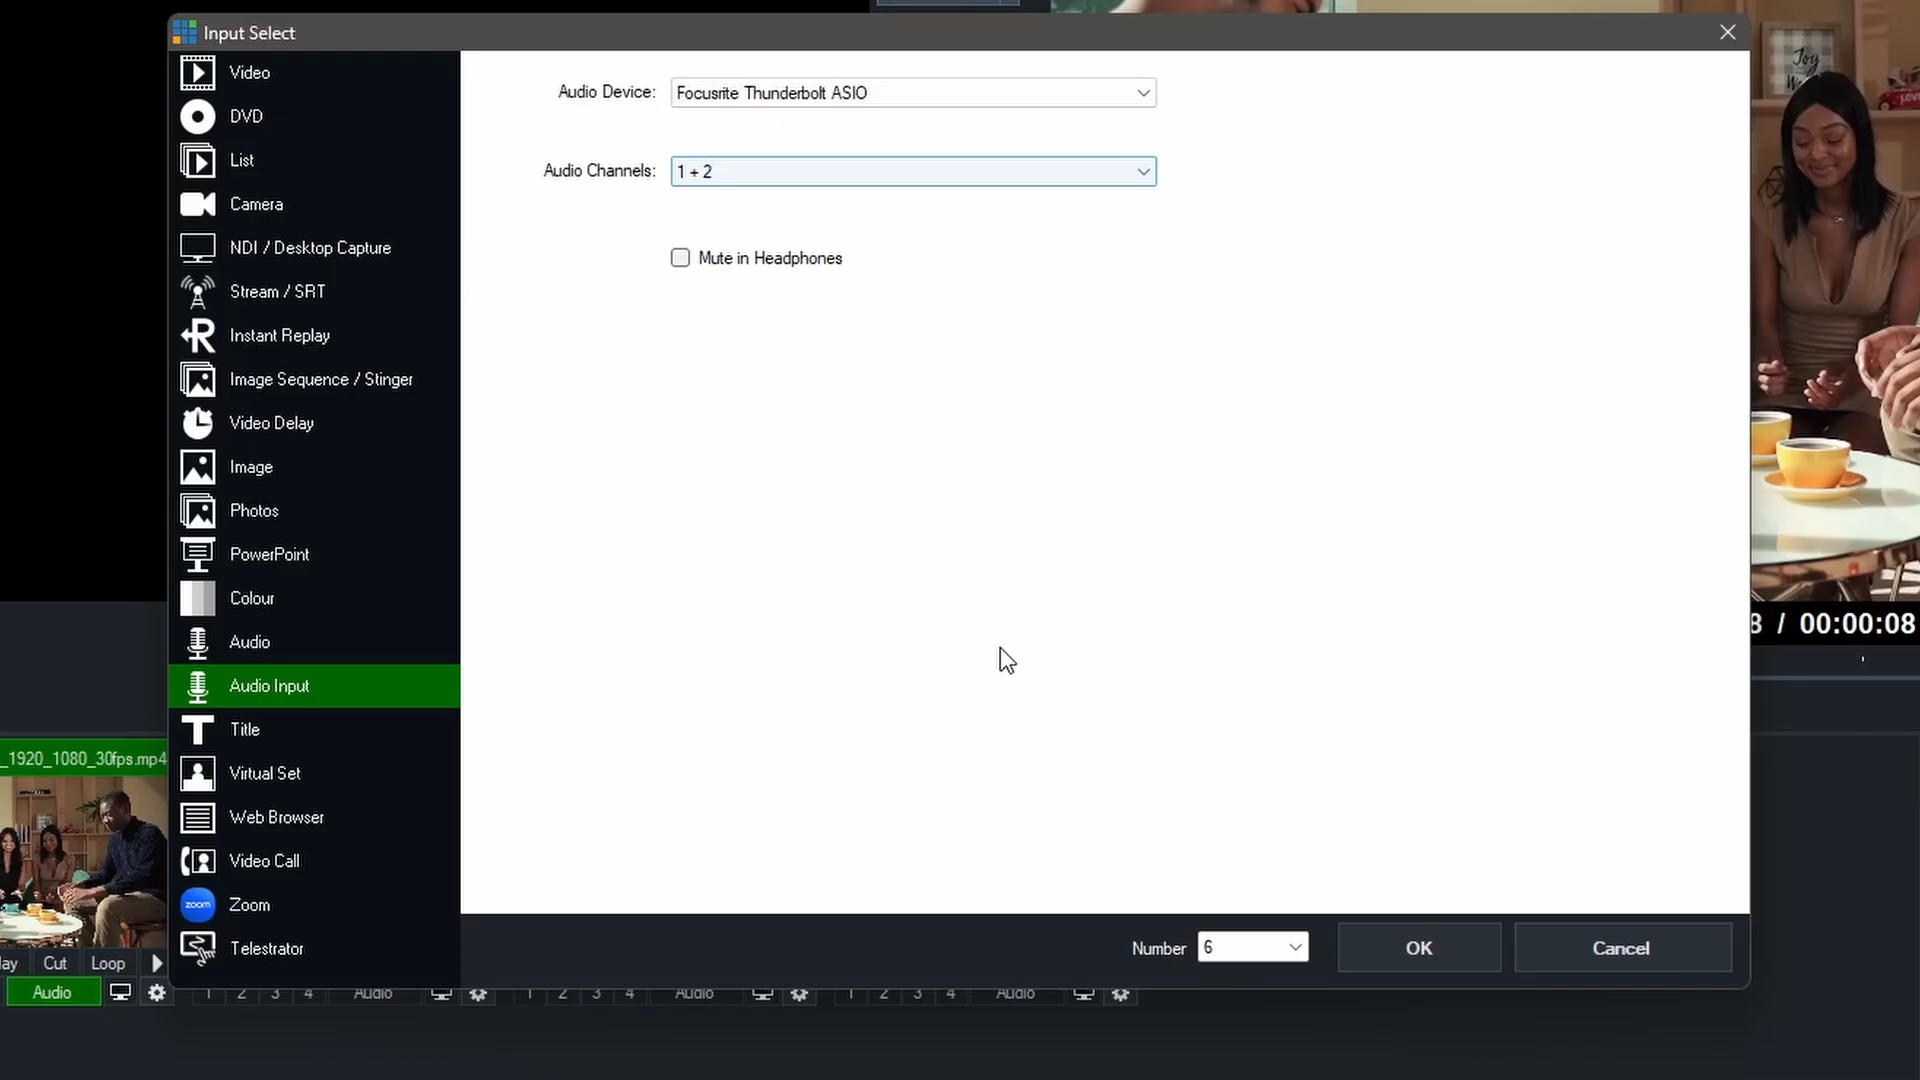 Input Select
Video
DVD
List
Camera
NDI / Desktop Capture
Stream / SRT
Instant Replay
Image Sequence / Stinger
Video Delay
Image
Photos
PowerPoint
Colour
Audio
Audio Input
Title
Virtual Set
Web Browser
Video Call
zoom Zoom
Telestrator
Audio Device: Focusrite Thunderbolt ASIO
Audio Channels: 1 + 2
Mute in Headphones
Number 6 OK Cancel
Joy
8 / 00:00:08
_1920_1080_30fps.mp4
lay Cut Loop
Audio 1 2 3 4 Audio 1 2 3 4 Audio 1 2 3 4 Audio